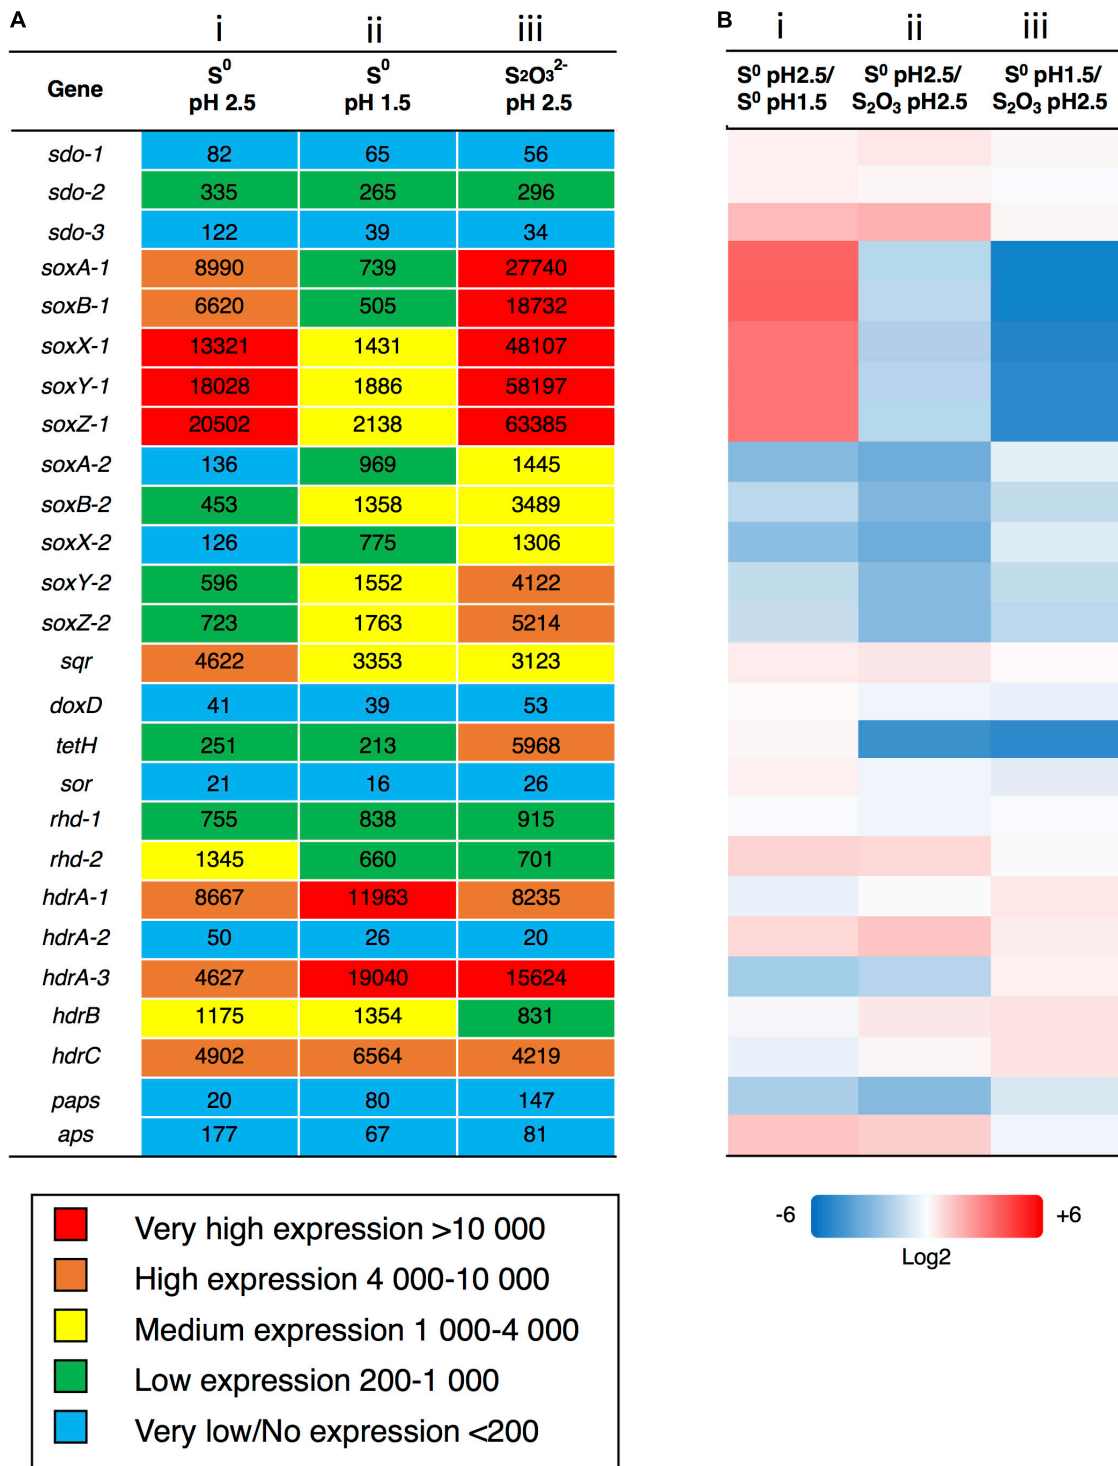 A i ii iii
Gene S⁰ pH 2.5 S⁰ pH 1.5 S₂O₃²⁻ pH 2.5
sdo-1 82 65 56
sdo-2 335 265 296
sdo-3 122 39 34
soxA-1 8990 739 27740
soxB-1 6620 505 18732
soxX-1 13321 1431 48107
soxY-1 18028 1886 58197
soxZ-1 20502 2138 63385
soxA-2 136 969 1445
soxB-2 453 1358 3489
soxX-2 126 775 1306
soxY-2 596 1552 4122
soxZ-2 723 1763 5214
sqr 4622 3353 3123
doxD 41 39 53
tetH 251 213 5968
sor 21 16 26
rhd-1 755 838 915
rhd-2 1345 660 701
hdrA-1 8667 11963 8235
hdrA-2 50 26 20
hdrA-3 4627 19040 15624
hdrB 1175 1354 831
hdrC 4902 6564 4219
paps 20 80 147
aps 177 67 81
Very high expression >10 000
High expression 4 000-10 000
Medium expression 1 000-4 000
Low expression 200-1 000
Very low/No expression <200
B i ii iii
S⁰ pH2.5/ S⁰ pH2.5/ S⁰ pH1.5/
S⁰ pH1.5 S₂O₃ pH2.5 S₂O₃ pH2.5
-6 +6
Log2